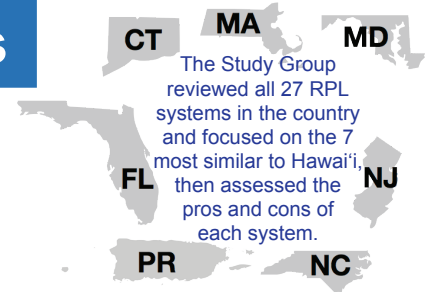 S
CT
MA
MD
The Study Group
reviewed all 27 RPL
systems in the country
and focused on the 7
most similar to Hawai‘i,
then assessed the
pros and cons of
each system.
FL
NJ
PR
NC